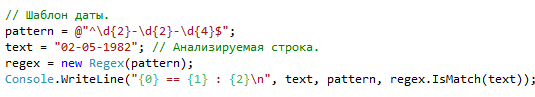 // Шаблон даты.
pattern = @"^\d{2}-\d{2}-\d{4}$";
text = "02-05-1982"; // Анализируемая строка.
regex = new Regex(pattern);
Console.WriteLine("{0} == {1} : {2}\n", text, pattern, regex.IsMatch(text));